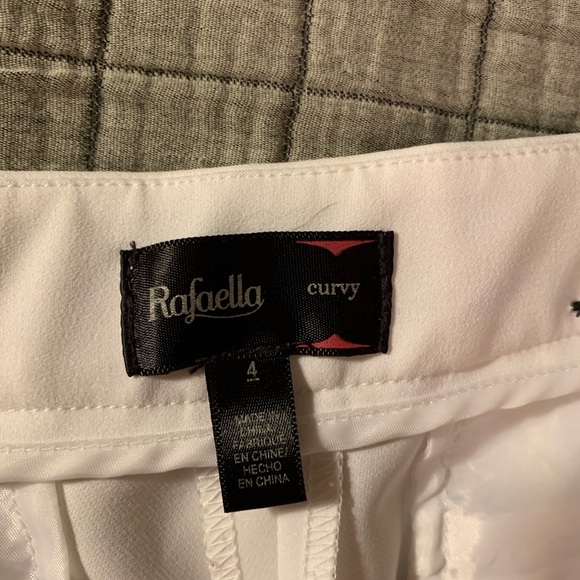 Rafaella
curvy
4
MADE IN
CHINA
FABRIQUE
EN CHINE/
HECHO
EN CHINA